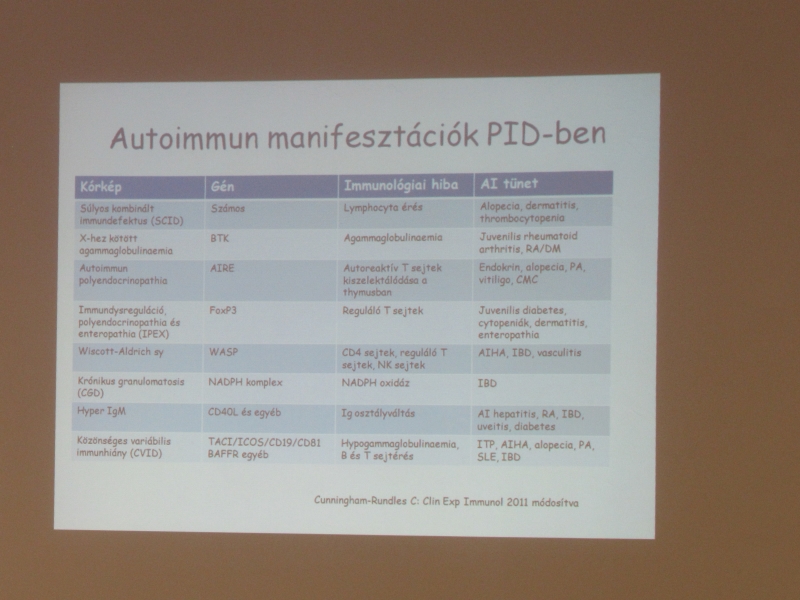 Autoimmun manifesztációk PID-ben
Kórkép Gén Immunológiai hiba AI tünet
Súlyos kombinált Számos Lymphocyta érés Alopecia, dermatitis,
immundefektus (SCID) thrombocytopenia
X-hez kötött BTK Agammaglobulinaemia Juvenilis rheumatoid
agammaglobulinaemia arthritis, RA/DM
Autoimmun AIRE Autoreaktív T sejtek Endokrin, alopecia, PA,
polyendocrinopathia kiszelektálódása a vitiligo, CMC
thymusban
Immundysreguláció, FoxP3 Reguláló T sejtek Juvenilis diabetes,
polyendocrinopathia és cytopeniák, dermatitis,
enteropathia (IPEX) enteropathia
Wiscott-Aldrich sy WASP CD4 sejtek, reguláló T AIHA, IBD, vasculitis
sejtek, NK sejtek
Krónikus granulomatosis NADPH komplex NADPH oxidáz IBD
(CGD)
Hyper IgM CD40L és egyéb Ig osztályváltás AI hepatitis, RA, IBD,
uveitis, diabetes
Közönséges variábilis TACI/ICOS/CD19/CD81 Hypogammaglobulinaemia, ITP, AIHA, alopecia, PA,
immunhiány (CVID) BAFFR egyéb B és T sejtérés SLE, IBD
Cunningham-Rundles C: Clin Exp Immunol 2011 módosítva